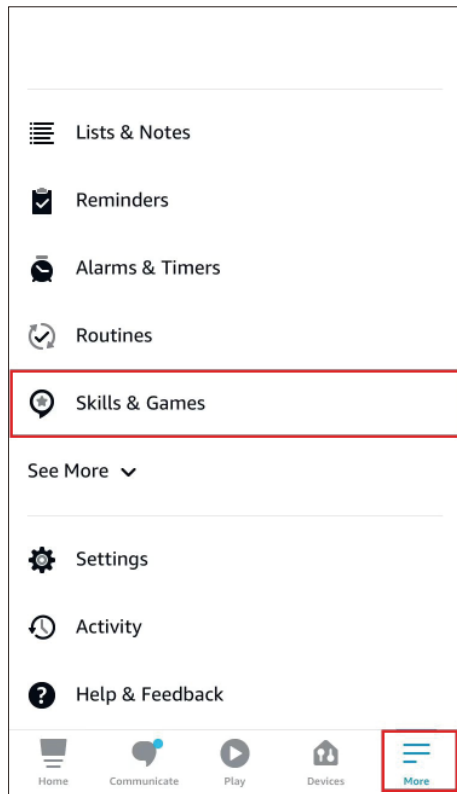 Lists & Notes
Reminders
Alarms & Timers
Routines
Skills & Games
See More
Settings
Activity
Help & Feedback
Home Communicate Play Devices More